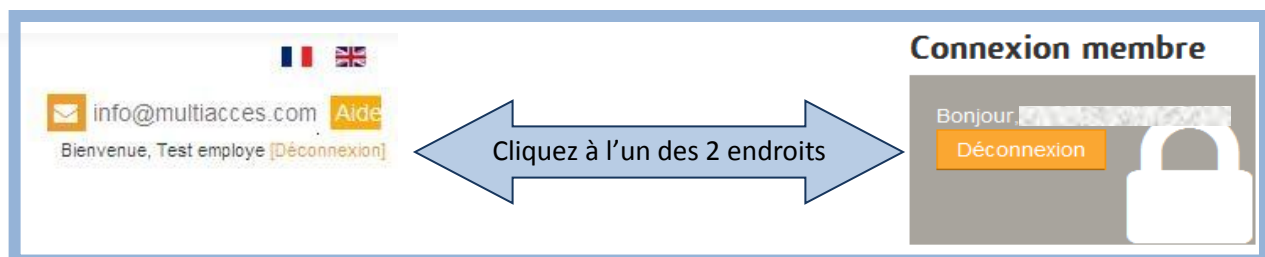 info@multiacces.com Aide
Bienvenue, Test employe [Déconnexion]
Cliquez à l’un des 2 endroits
Connexion membre
Bonjour,
Déconnexion